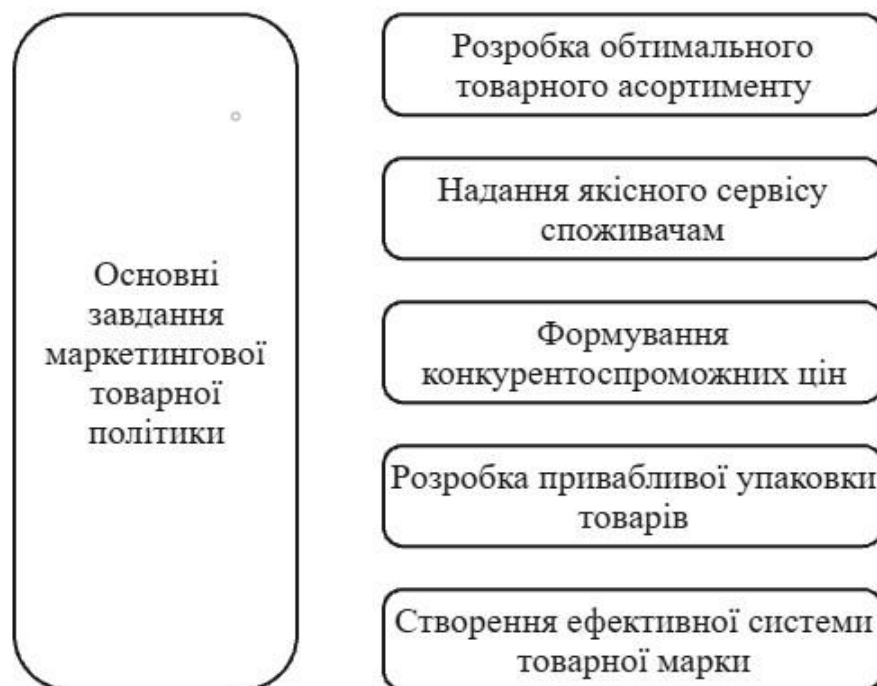 Основні
завдання
маркетингової
товарної
політики
Розробка обтимального
товарного асортименту
Надання якісного сервісу
споживачам
Формування
конкурентоспроможних цін
Розробка привабливої упаковки
товарів
Створення ефективної системи
товарної марки